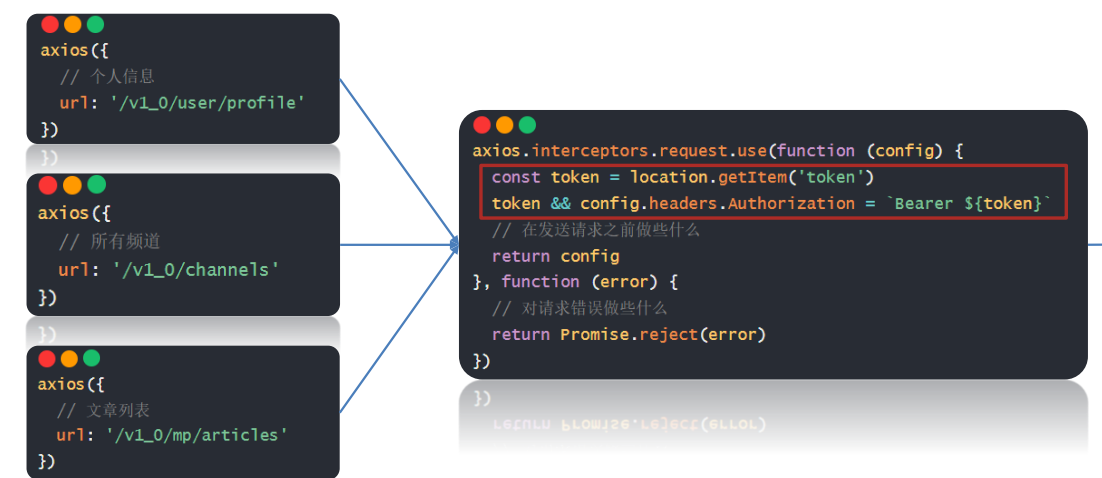 axios({
// 个人信息
url: '/v1_0/user/profile'
})
axios({
// 所有频道
url: '/v1_0/channels'
})
axios({
// 文章列表
url: '/v1_0/mp/articles'
})
axios.interceptors.request.use(function (config) {
const token = location.getItem('token')
token && config.headers.Authorization = `Bearer ${token}`
// 在发送请求之前做些什么
return config
}, function (error) {
// 对请求错误做些什么
return Promise.reject(error)
})